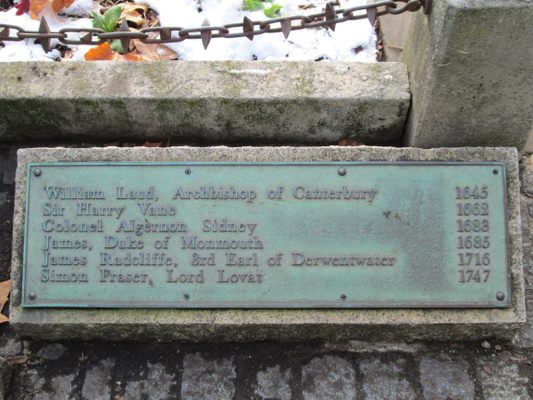 William Laud, Archbishop of Canterbury 1645
Sir Harry Vane 1662
Colonel Algernon Sidney 1683
James, Duke of Monmouth 1685
James Radcliffe, 3rd Earl of Derwentwater 1716
Simon Fraser, Lord Lovat 1747